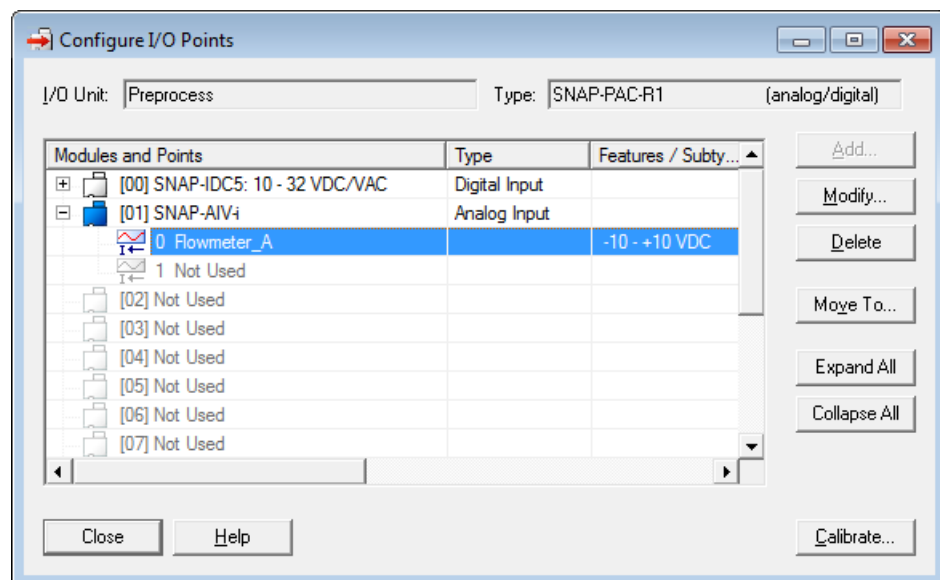 Configure I/O Points
I/O Unit: Preprocess Type: SNAP-PAC-R1 (analog/digital)
Modules and Points Type Features / Subty...
[00] SNAP-IDC5: 10 - 32 VDC/VAC Digital Input
[01] SNAP-AIV-i Analog Input
0 Flowmeter_A -10 - +10 VDC
1 Not Used
[02] Not Used
[03] Not Used
[04] Not Used
[05] Not Used
[06] Not Used
[07] Not Used
Add...
Modify...
Delete
Move To...
Expand All
Collapse All
Close Help Calibrate...